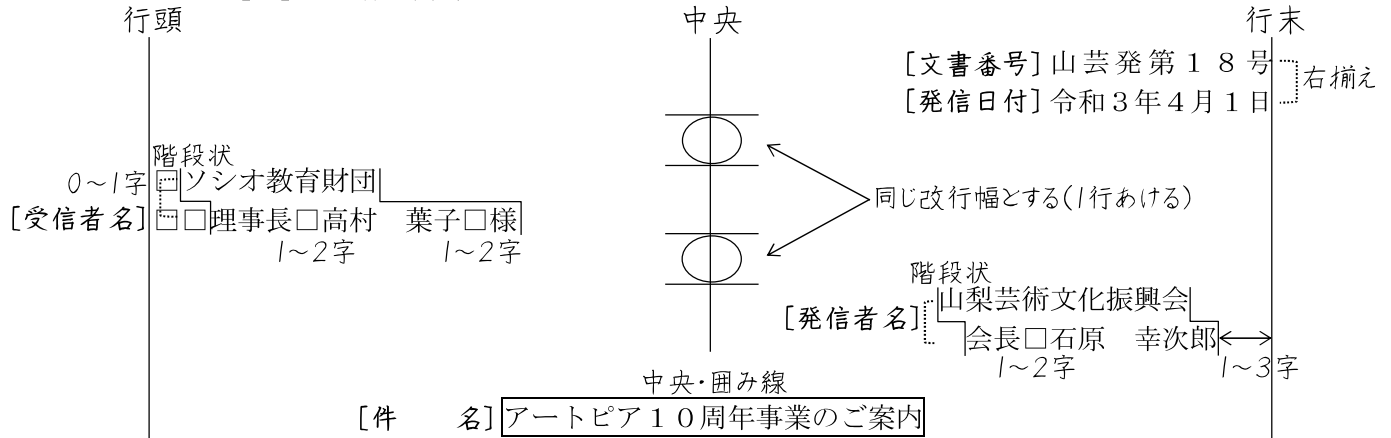 行頭　中央　行末
[文書番号]山芸発第１８号
[発信日付]令和３年４月１日
右揃え
階段状
0～1字 □ソシオ教育財団
[受信者名] □□理事長□高村　葉子□様
1～2字　1～2字
同じ改行幅とする(1行あける)
階段状
山梨芸術文化振興会
[発信者名]
会長□石原　幸次郎
1～2字　1～3字
中央・囲み線
[件　　名]アートピア１０周年事業のご案内